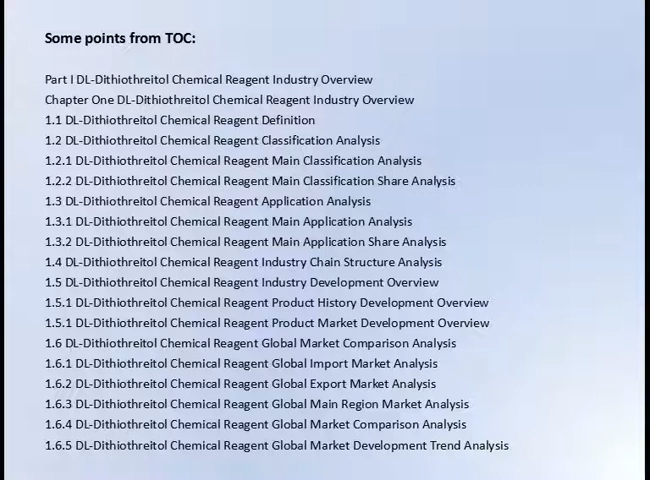 Some points from TOC:
Part I DL-Dithiothreitol Chemical Reagent Industry Overview
Chapter One DL-Dithiothreitol Chemical Reagent Industry Overview
1.1 DL-Dithiothreitol Chemical Reagent Definition
1.2 DL-Dithiothreitol Chemical Reagent Classification Analysis
1.2.1 DL-Dithiothreitol Chemical Reagent Main Classification Analysis
1.2.2 DL-Dithiothreitol Chemical Reagent Main Classification Share Analysis
1.3 DL-Dithiothreitol Chemical Reagent Application Analysis
1.3.1 DL-Dithiothreitol Chemical Reagent Main Application Analysis
1.3.2 DL-Dithiothreitol Chemical Reagent Main Application Share Analysis
1.4 DL-Dithiothreitol Chemical Reagent Industry Chain Structure Analysis
1.5 DL-Dithiothreitol Chemical Reagent Industry Development Overview
1.5.1 DL-Dithiothreitol Chemical Reagent Product History Development Overview
1.5.1 DL-Dithiothreitol Chemical Reagent Product Market Development Overview
1.6 DL-Dithiothreitol Chemical Reagent Global Market Comparison Analysis
1.6.1 DL-Dithiothreitol Chemical Reagent Global Import Market Analysis
1.6.2 DL-Dithiothreitol Chemical Reagent Global Export Market Analysis
1.6.3 DL-Dithiothreitol Chemical Reagent Global Main Region Market Analysis
1.6.4 DL-Dithiothreitol Chemical Reagent Global Market Comparison Analysis
1.6.5 DL-Dithiothreitol Chemical Reagent Global Market Development Trend Analysis